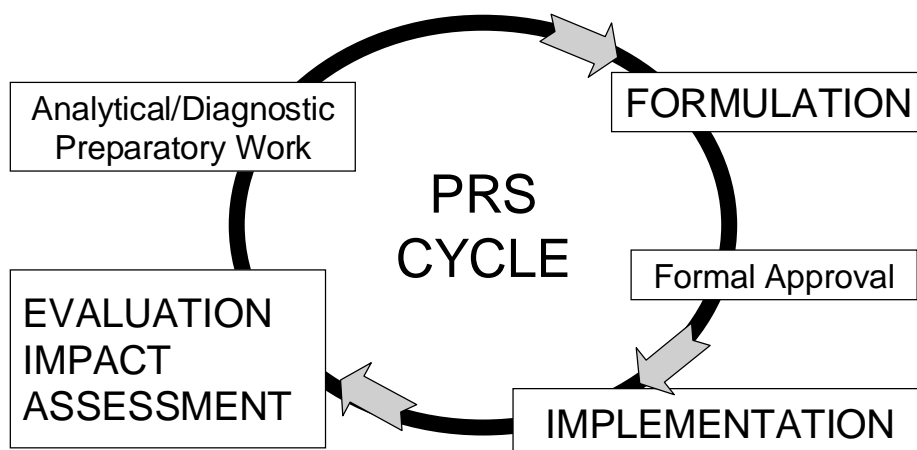 Analytical/Diagnostic
Preparatory Work
FORMULATION
PRS
CYCLE
Formal Approval
EVALUATION
IMPACT
ASSESSMENT
IMPLEMENTATION